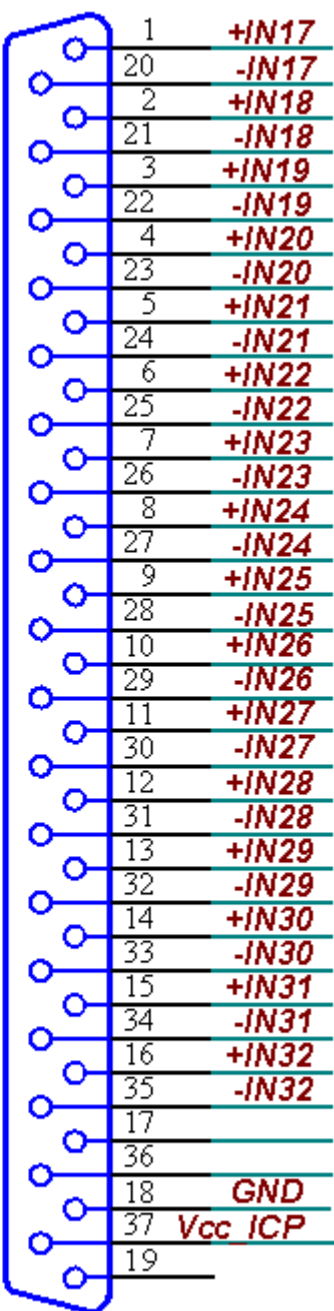 1 +IN17
20 -IN17
2 +IN18
21 -IN18
3 +IN19
22 -IN19
4 +IN20
23 -IN20
5 +IN21
24 -IN21
6 +IN22
25 -IN22
7 +IN23
26 -IN23
8 +IN24
27 -IN24
9 +IN25
28 -IN25
10 +IN26
29 -IN26
11 +IN27
30 -IN27
12 +IN28
31 -IN28
13 +IN29
32 -IN29
14 +IN30
33 -IN30
15 +IN31
34 -IN31
16 +IN32
35 -IN32
17
36
18 GND
37 Vcc_ICP
19